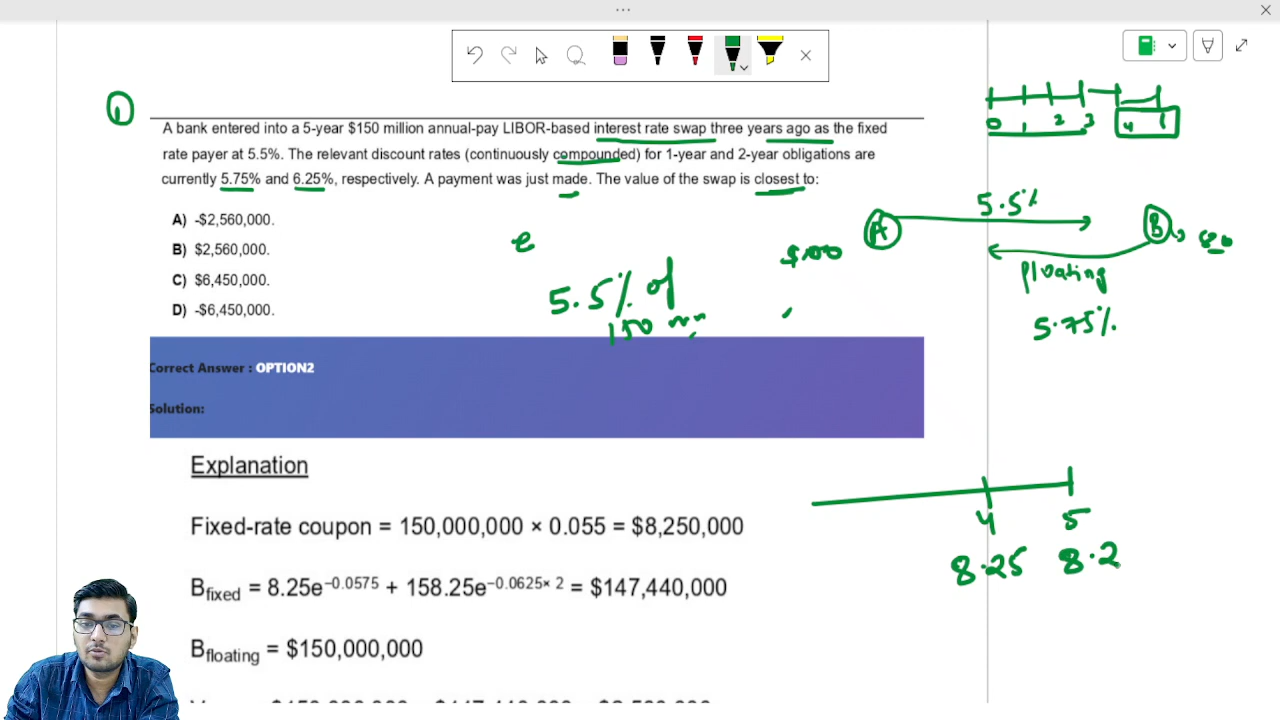 ①
A bank entered into a 5-year $150 million annual-pay LIBOR-based interest rate swap three years ago as the fixed
rate payer at 5.5%. The relevant discount rates (continuously compounded) for 1-year and 2-year obligations are
currently 5.75% and 6.25%, respectively. A payment was just made. The value of the swap is closest to:
A) -$2,560,000.
B) $2,560,000.
C) $6,450,000.
D) -$6,450,000.
0 1 2 3 4
5.5%
A B
floating
5.75%
e
$100
5.5% of
150
Correct Answer : OPTION2
Solution:
Explanation
Fixed-rate coupon = 150,000,000 × 0.055 = $8,250,000
Bfixed = 8.25e−0.0575 + 158.25e−0.0625× 2 = $147,440,000
Bfloating = $150,000,000
4 5
8.25 8.2